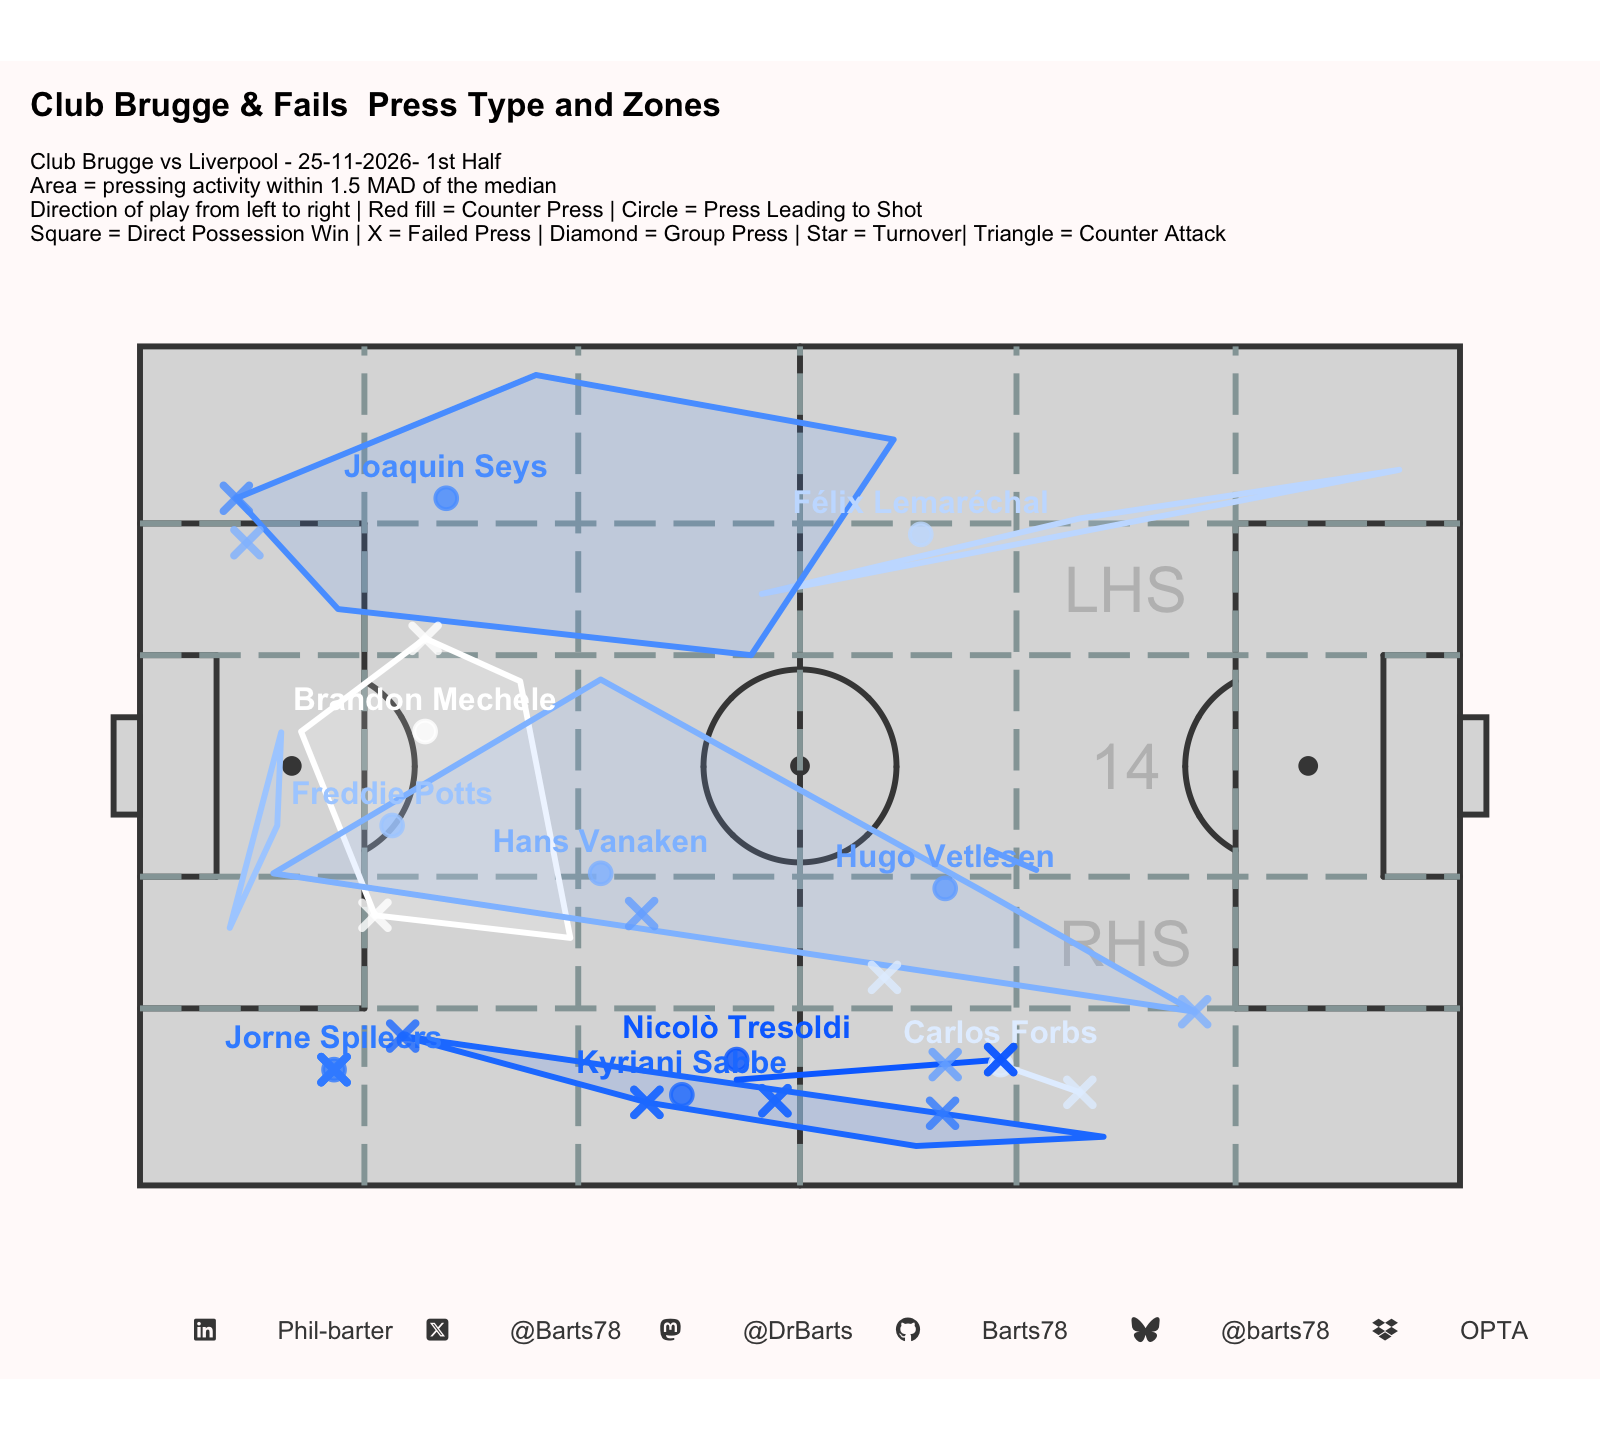 Club Brugge & Fails  Press Type and Zones
Club Brugge vs Liverpool - 25-11-2026- 1st Half
Area = pressing activity within 1.5 MAD of the median
Direction of play from left to right | Red fill = Counter Press | Circle = Press Leading to Shot
Square = Direct Possession Win | X = Failed Press | Diamond = Group Press | Star = Turnover| Triangle = Counter Attack
Joaquin Seys
Félix Lemaréchal
LHS
Brandon Mechele
14
Freddie Potts
Hans Vanaken
Hugo Vetlesen
RHS
Nicolò Tresoldi
Carlos Forbs
Jorne Spileers
Kyriani Sabbe
Phil-barter
@Barts78
@DrBarts
Barts78
@barts78
OPTA